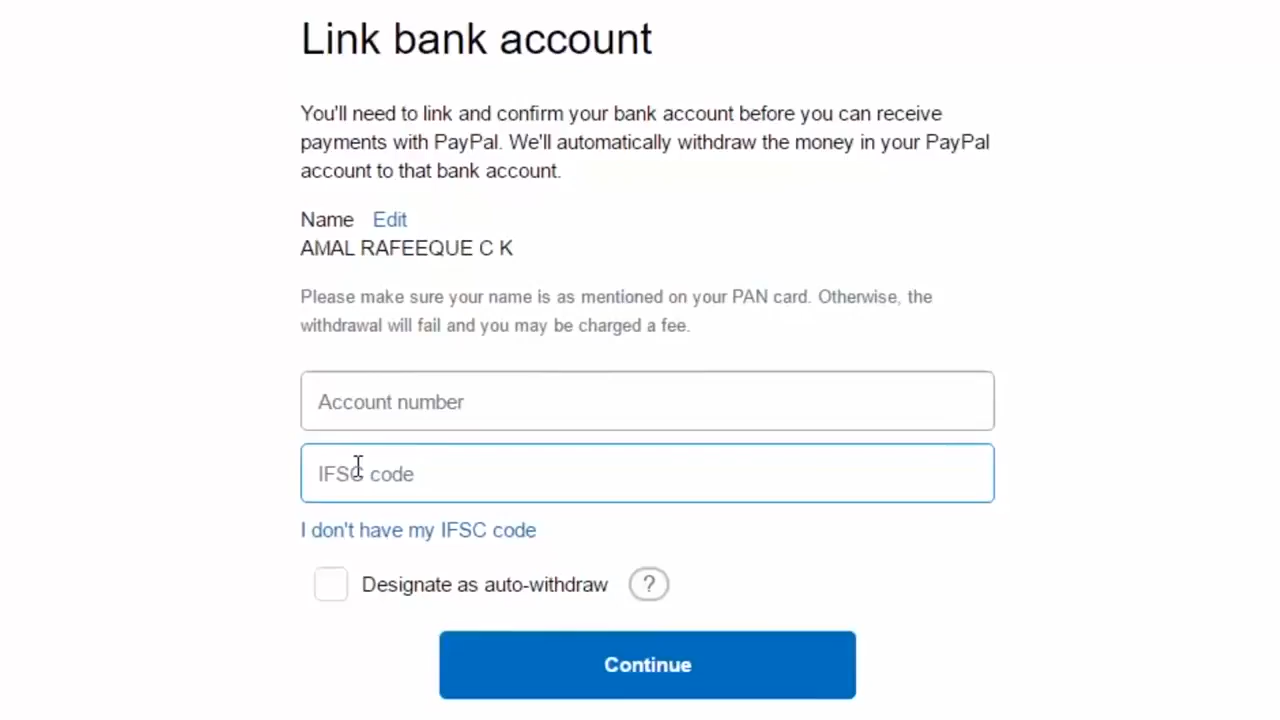 Link bank account
You'll need to link and confirm your bank account before you can receive
payments with PayPal. We'll automatically withdraw the money in your PayPal
account to that bank account.
Name Edit
AMAL RAFEEQUE C K
Please make sure your name is as mentioned on your PAN card. Otherwise, the
withdrawal will fail and you may be charged a fee.
Account number
IFSC code
I don't have my IFSC code
Designate as auto-withdraw ?
Continue